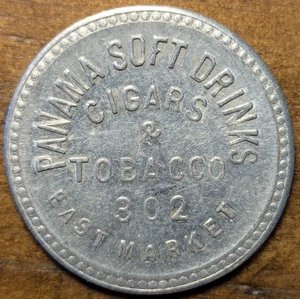 PANAMA SOFT DRINKS
CIGARS
&
TOBACCO
302
EAST MARKET